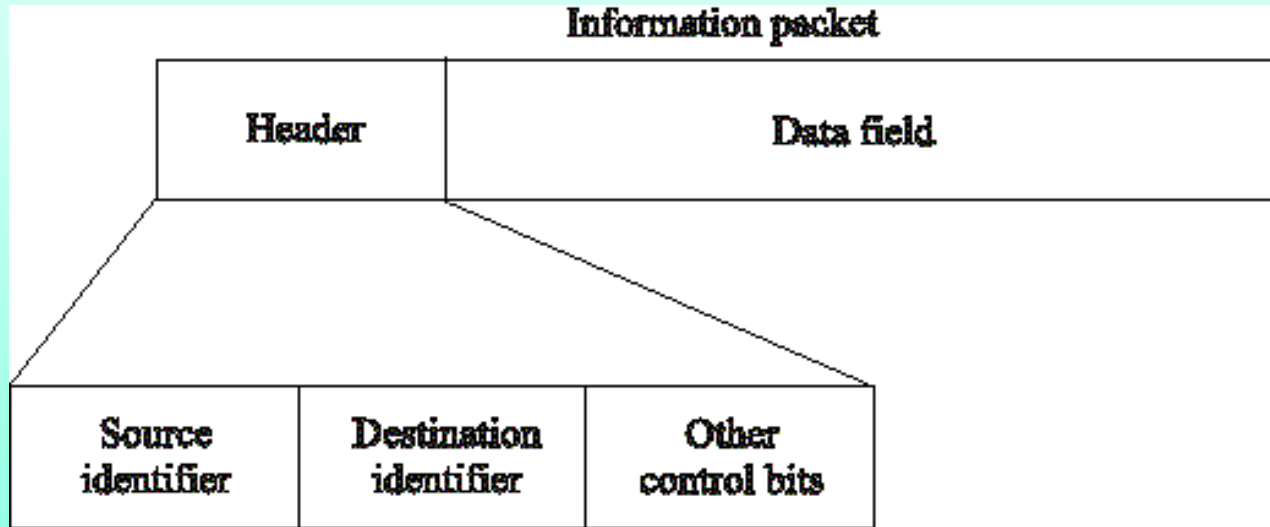 Information packet
Header
Data field
Source
identifier
Destination
identifier
Other
control bits